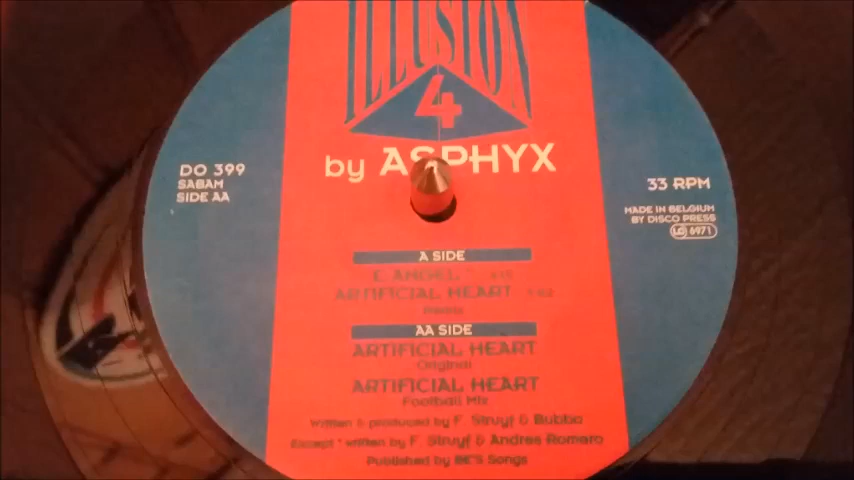 ILLUSION
4
by ASPHYX
DO 399
SABAM
SIDE AA
33 RPM
MADE IN BELGIUM
BY DISCO PRESS
LC 6971
A SIDE
E ANGEL
ARTIFICIAL HEART
Remix
AA SIDE
ARTIFICIAL HEART
Original
ARTIFICIAL HEART
Football Mix
Written & produced by F. Struyf & Bubba
Except * written by F. Struyf & Andres Romero
Published by BE'S Songs